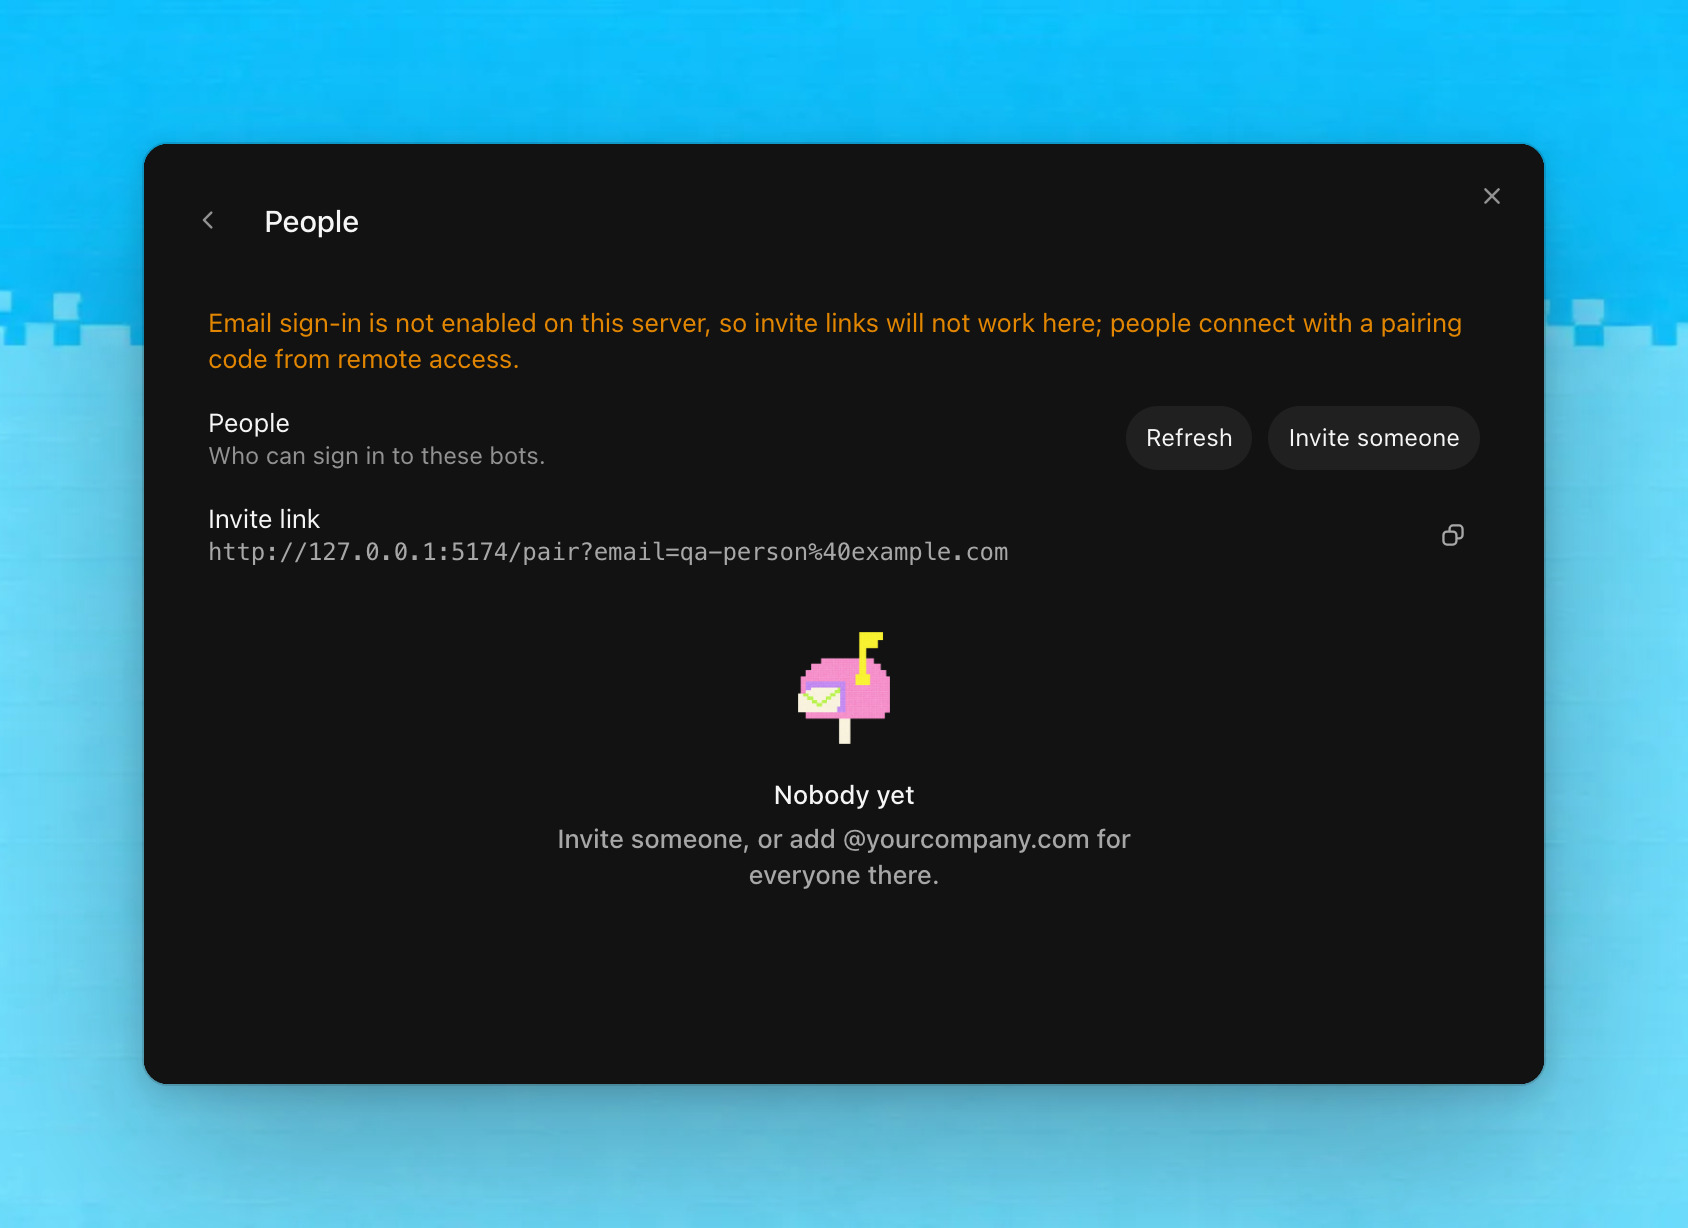 People
Email sign-in is not enabled on this server, so invite links will not work here; people connect with a pairing
code from remote access.
People
Who can sign in to these bots.
Refresh
Invite someone
Invite link
http://127.0.0.1:5174/pair?email=qa-person%40example.com
Nobody yet
Invite someone, or add @yourcompany.com for
everyone there.